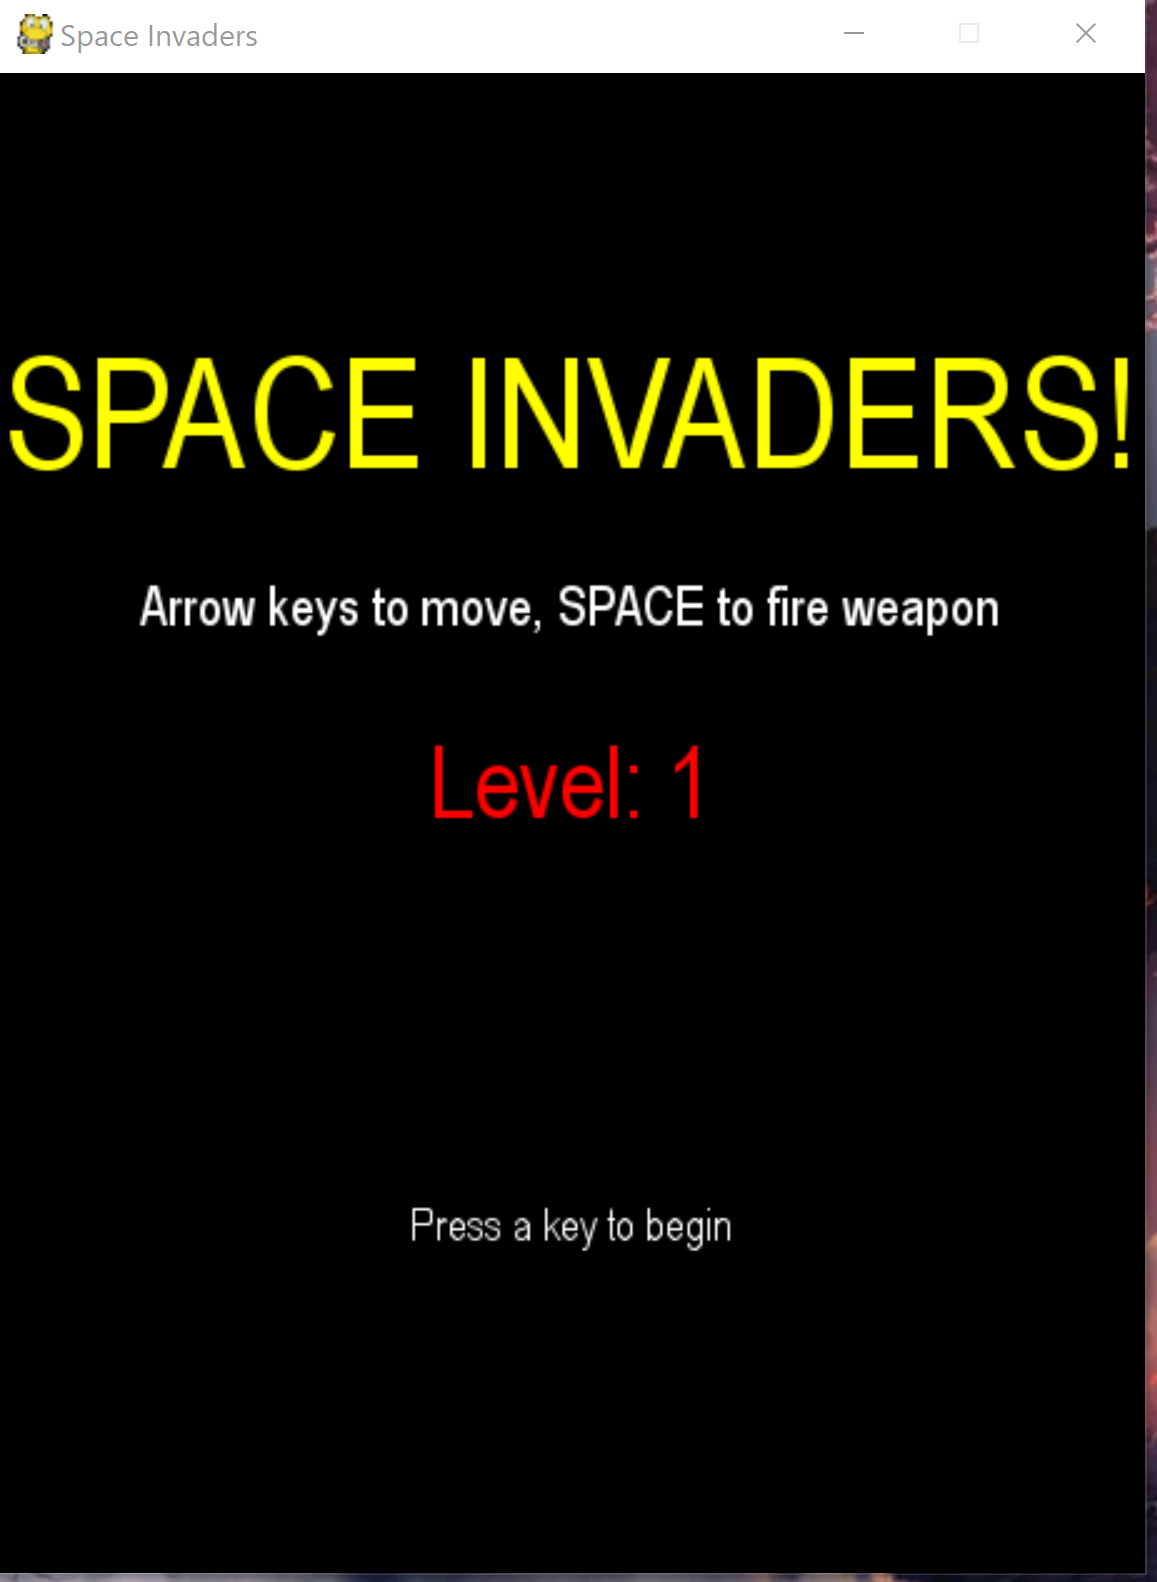 Space Invaders
SPACE INVADERS!
Arrow keys to move, SPACE to fire weapon
Level: 1
Press a key to begin